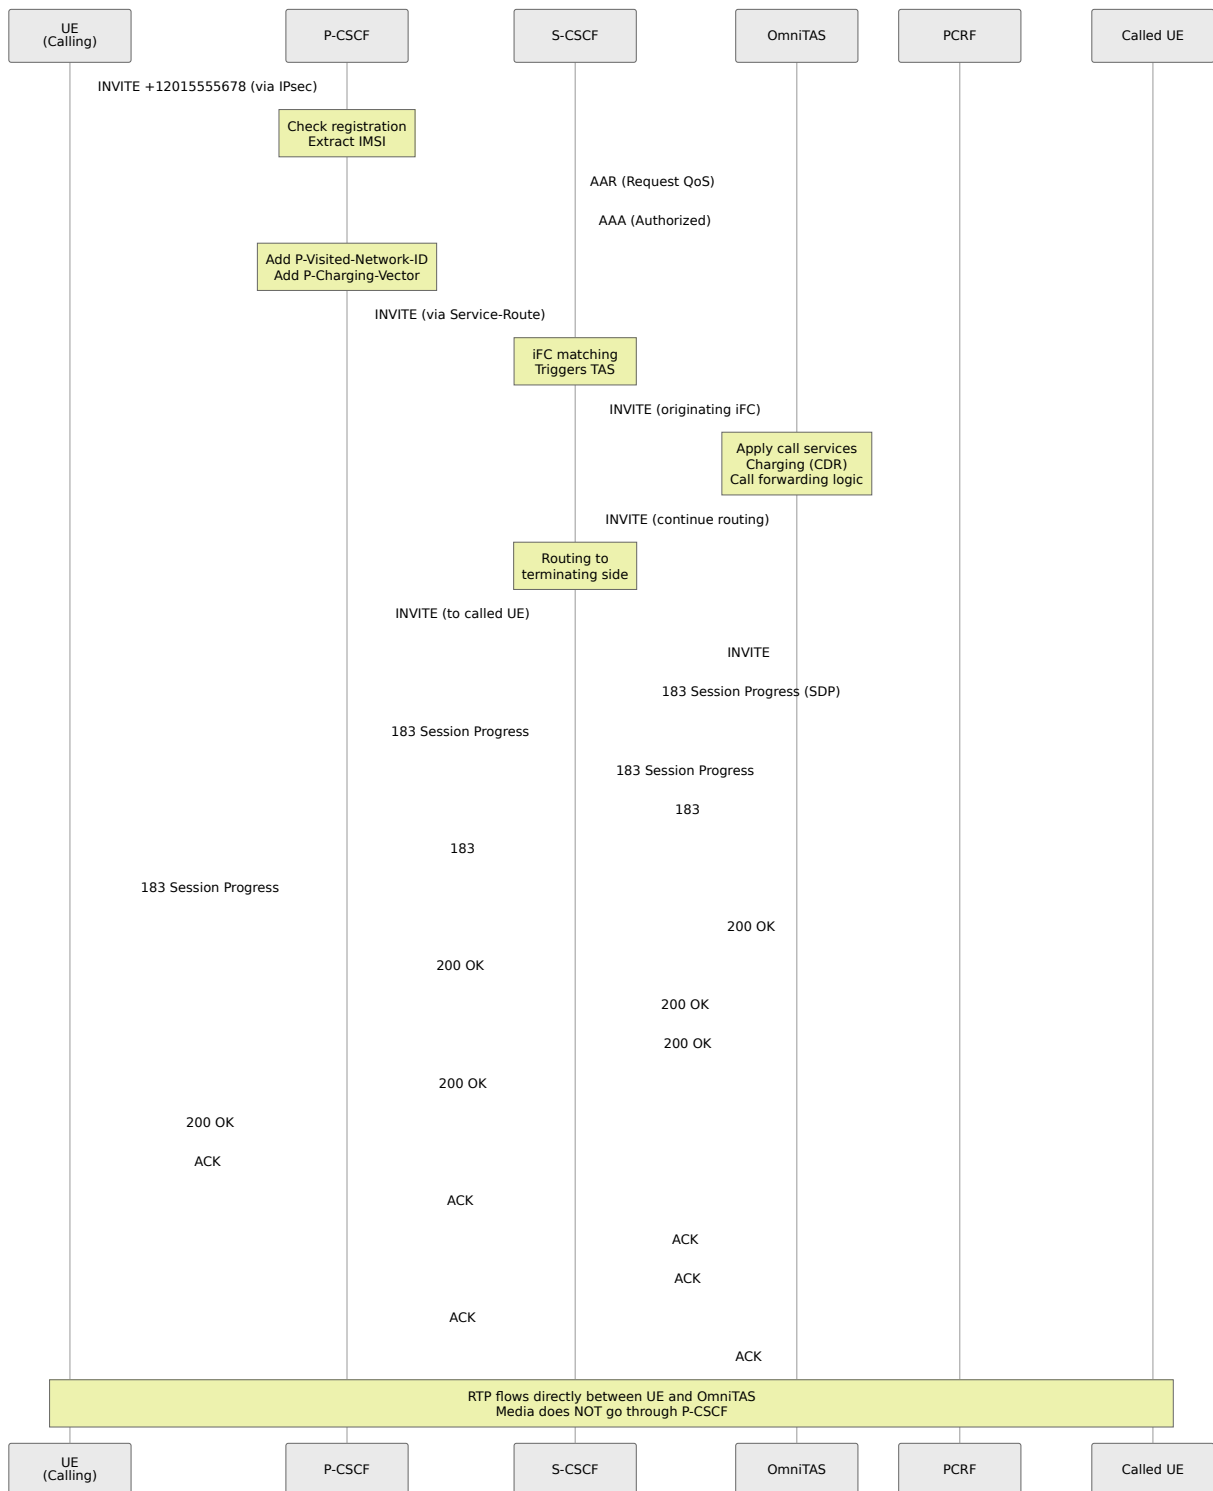 UE
(Calling)
P-CSCF
S-CSCF
OmniTAS
PCRF
Called UE
INVITE +12015555678 (via IPsec)
Check registration
Extract IMSI
AAR (Request QoS)
AAA (Authorized)
Add P-Visited-Network-ID
Add P-Charging-Vector
INVITE (via Service-Route)
iFC matching
Triggers TAS
INVITE (originating iFC)
Apply call services
Charging (CDR)
Call forwarding logic
INVITE (continue routing)
Routing to
terminating side
INVITE (to called UE)
INVITE
183 Session Progress (SDP)
183 Session Progress
183 Session Progress
183
183
183 Session Progress
200 OK
200 OK
200 OK
200 OK
200 OK
200 OK
ACK
ACK
ACK
ACK
ACK
ACK
RTP flows directly between UE and OmniTAS
Media does NOT go through P-CSCF
UE
(Calling)
P-CSCF
S-CSCF
OmniTAS
PCRF
Called UE